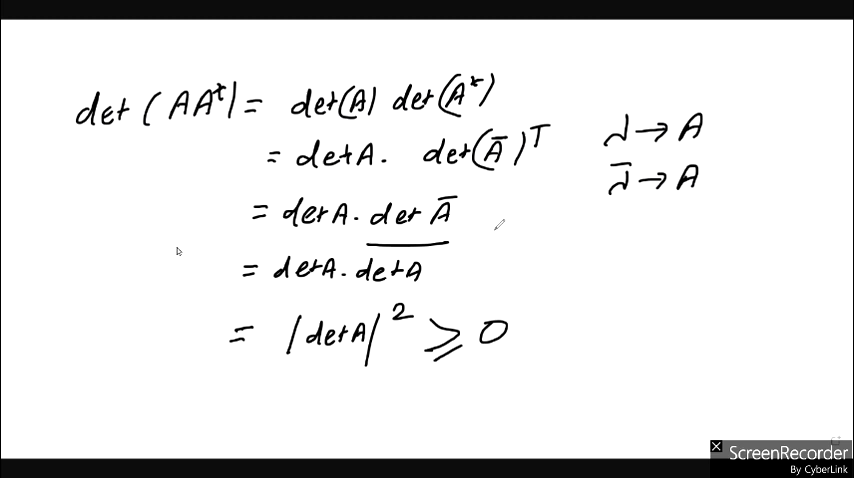 det (AA^t) = det(A) det(A^t)
= detA. det(Ā)^T
λ → A
λ̄ → A
= detA. det Ā
= detA. detA
= |detA|^2 ≥ 0
ScreenRecorder
By CyberLink